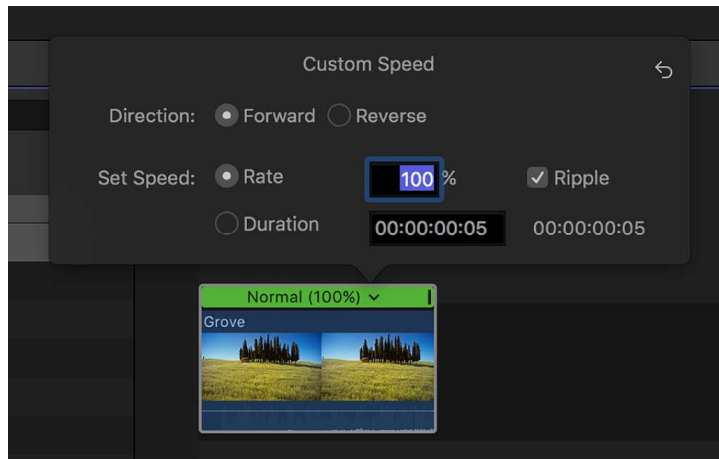 Custom Speed
Direction: Forward Reverse
Set Speed: Rate 100 % Ripple
Duration 00:00:00:05 00:00:00:05
Normal (100%)
Grove